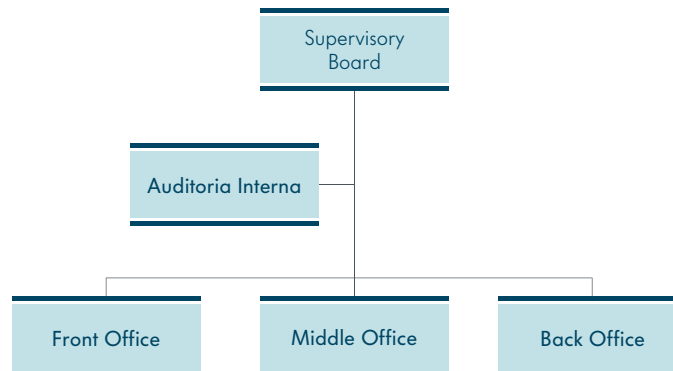 Supervisory
Board
Auditoria Interna
Front Office
Middle Office
Back Office